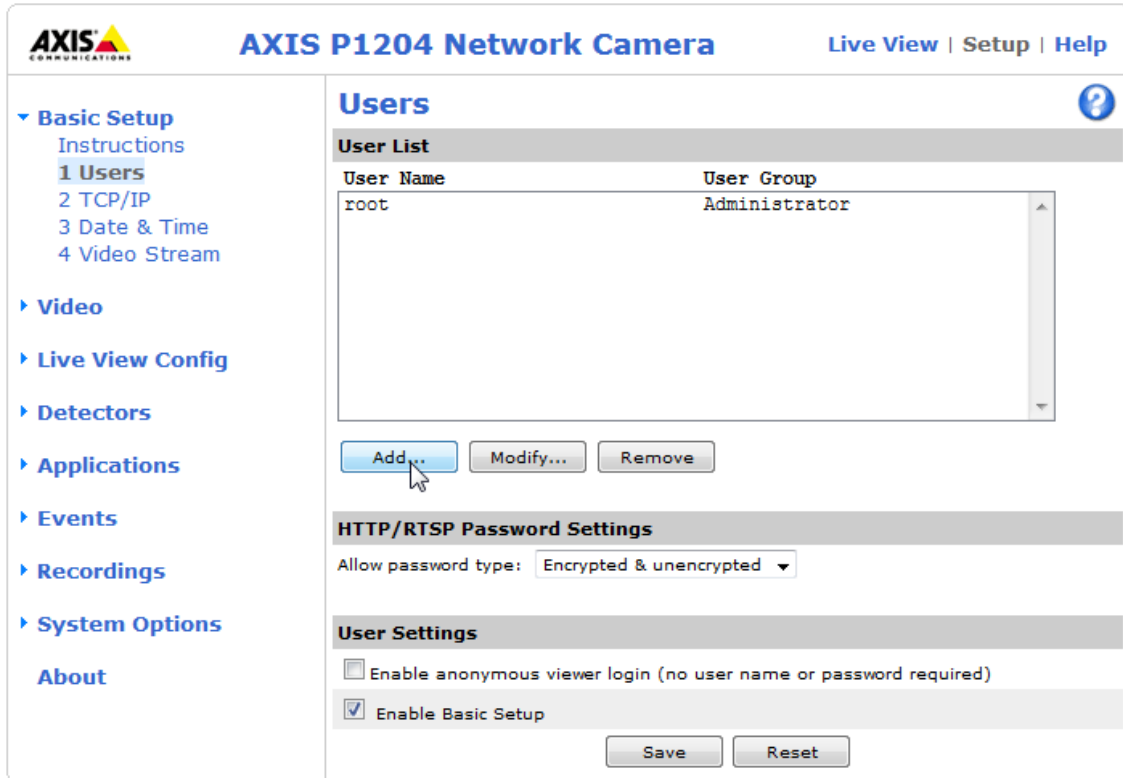 AXIS
COMMUNICATIONS
AXIS P1204 Network Camera
Live View | Setup | Help
Basic Setup
Instructions
1 Users
2 TCP/IP
3 Date & Time
4 Video Stream
Video
Live View Config
Detectors
Applications
Events
Recordings
System Options
About
Users
?
User List
User Name User Group
root Administrator
Add... Modify... Remove
HTTP/RTSP Password Settings
Allow password type: Encrypted & unencrypted
User Settings
Enable anonymous viewer login (no user name or password required)
Enable Basic Setup
Save Reset